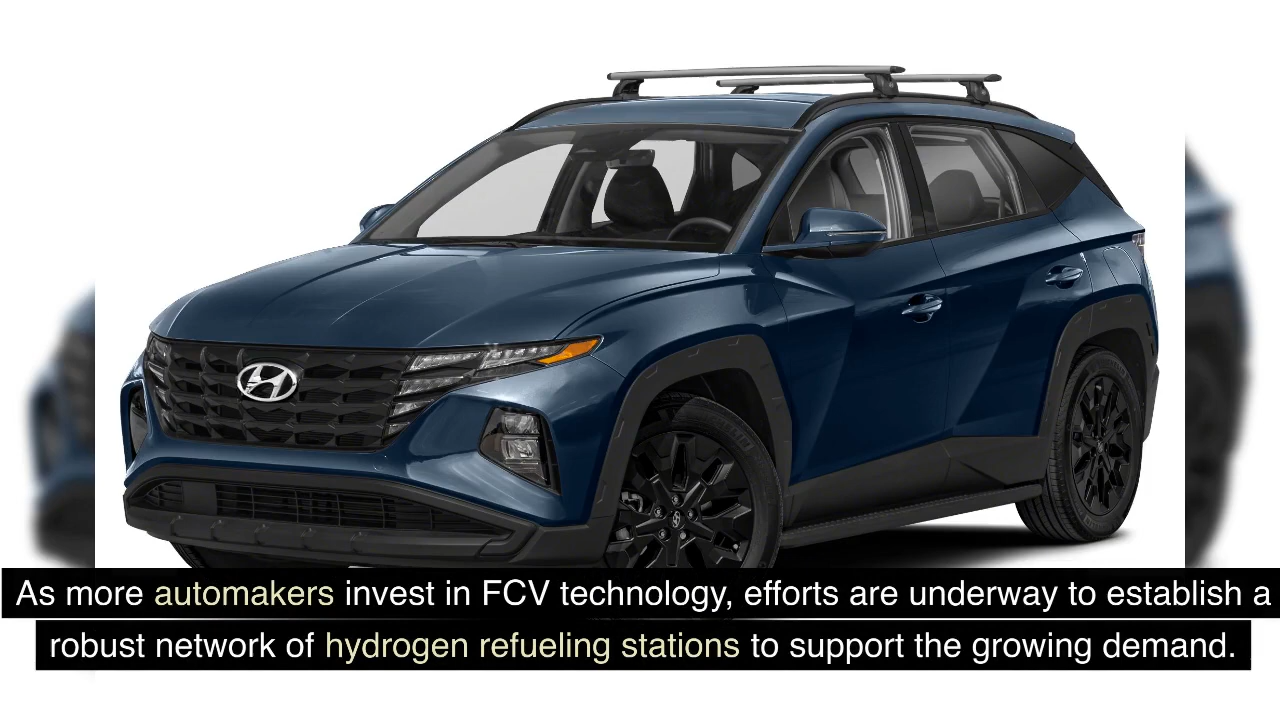 As more automakers invest in FCV technology, efforts are underway to establish a
robust network of hydrogen refueling stations to support the growing demand.